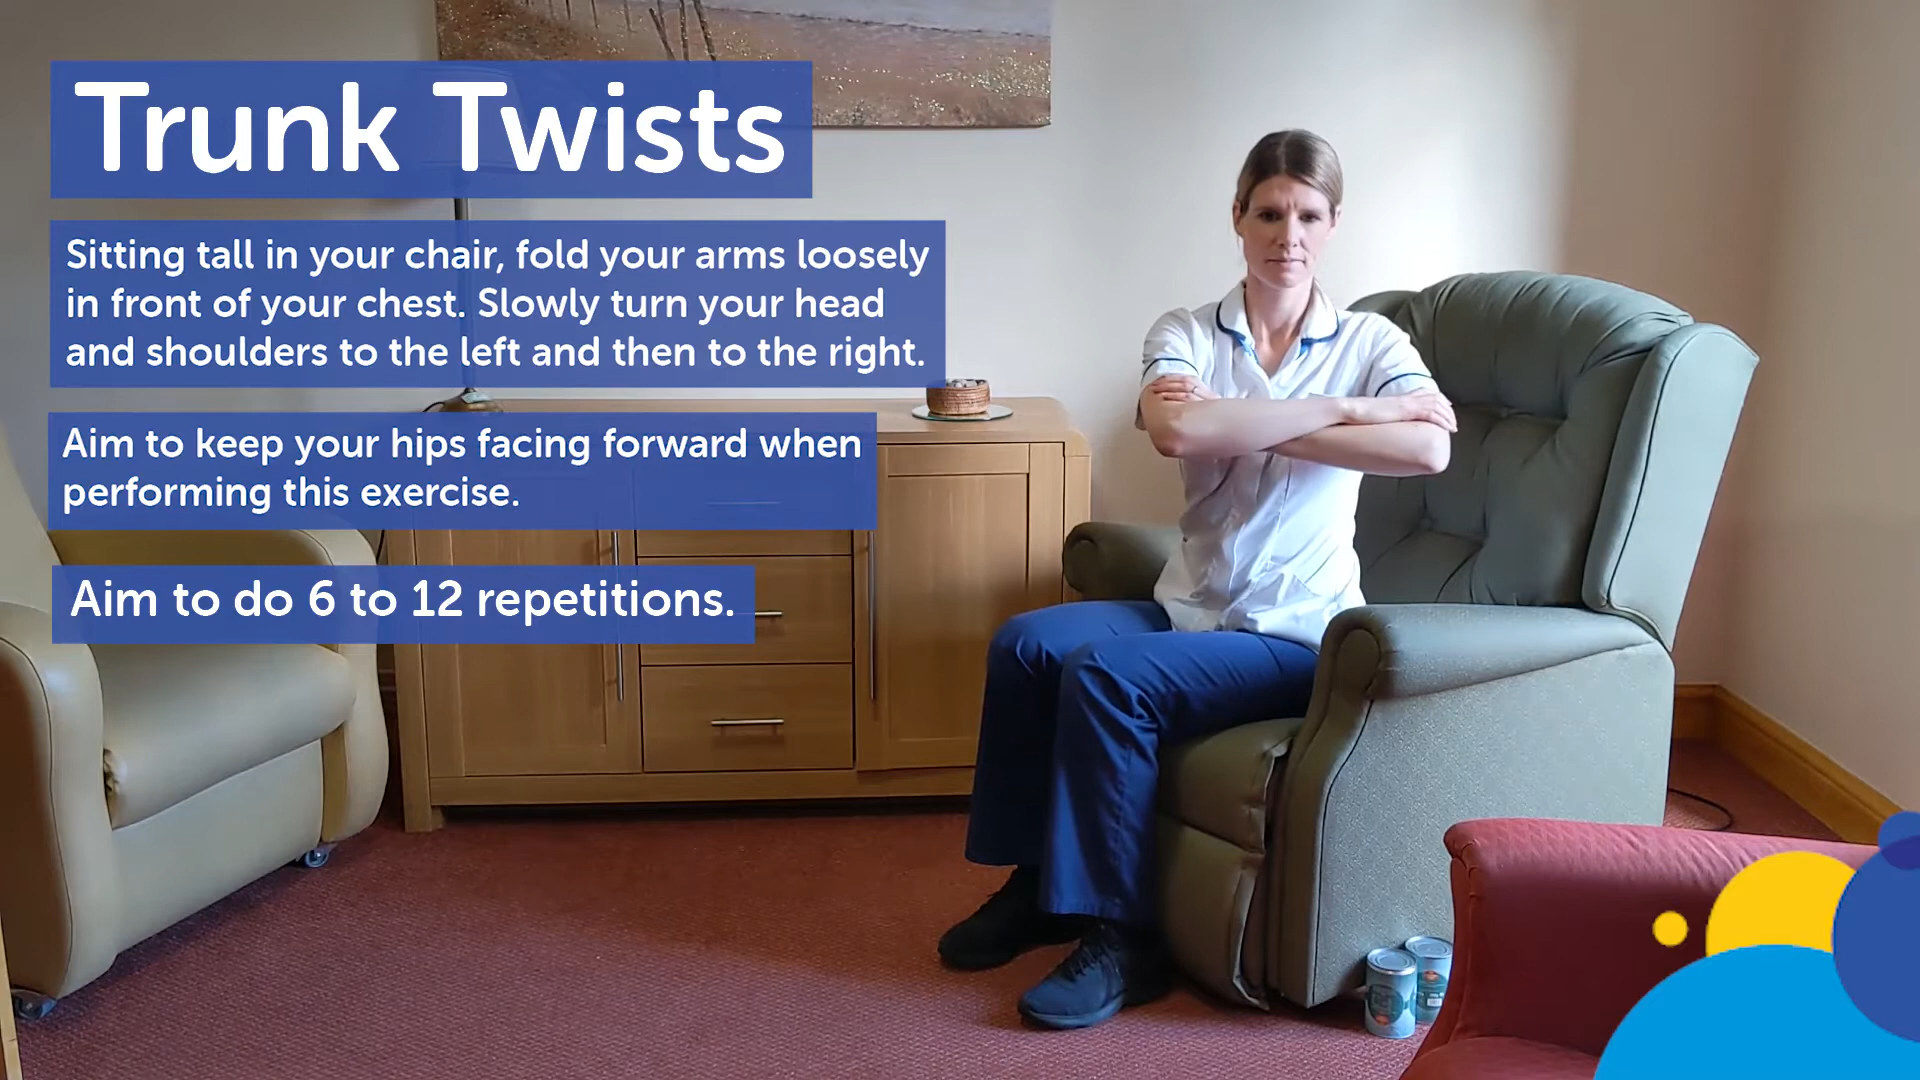 Trunk Twists
Sitting tall in your chair, fold your arms loosely
in front of your chest. Slowly turn your head
and shoulders to the left and then to the right.
Aim to keep your hips facing forward when
performing this exercise.
Aim to do 6 to 12 repetitions.